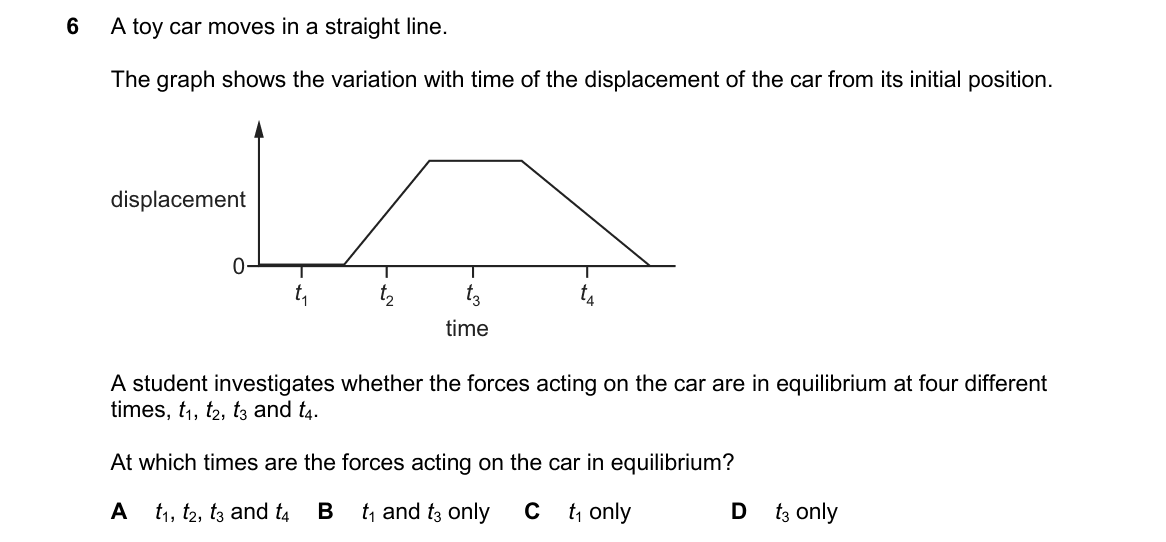 6 A toy car moves in a straight line.
The graph shows the variation with time of the displacement of the car from its initial position.
displacement
0
t₁ t₂ t₃ t₄
time
A student investigates whether the forces acting on the car are in equilibrium at four different
times, t₁, t₂, t₃ and t₄.
At which times are the forces acting on the car in equilibrium?
A t₁, t₂, t₃ and t₄ B t₁ and t₃ only C t₁ only D t₃ only